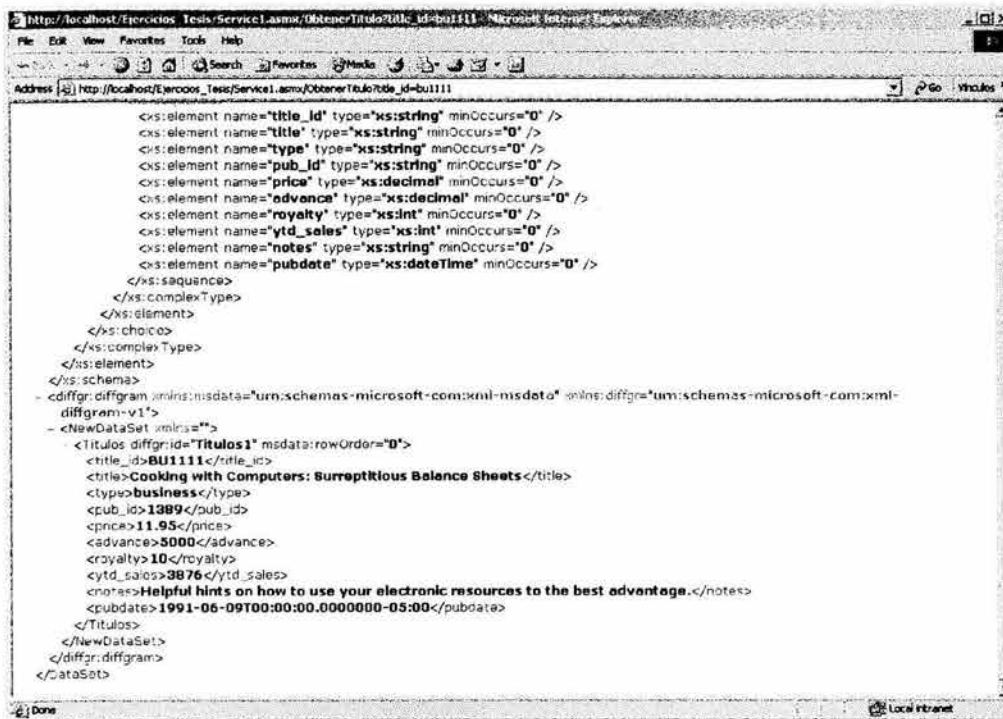 http://localhost/Ejercicios_Tesis/Service1.asmx/ObtenerTitulo?title_id=bu1111 - Microsoft Internet Explorer
File Edit View Favorites Tools Help
Search Favorites Media
Address http://localhost/Ejercicios_Tesis/Service1.asmx/ObtenerTitulo?title_id=bu1111 Go Vínculos
<xs:element name="title_id" type="xs:string" minOccurs="0" />
<xs:element name="title" type="xs:string" minOccurs="0" />
<xs:element name="type" type="xs:string" minOccurs="0" />
<xs:element name="pub_id" type="xs:string" minOccurs="0" />
<xs:element name="price" type="xs:decimal" minOccurs="0" />
<xs:element name="advance" type="xs:decimal" minOccurs="0" />
<xs:element name="royalty" type="xs:int" minOccurs="0" />
<xs:element name="ytd_sales" type="xs:int" minOccurs="0" />
<xs:element name="notes" type="xs:string" minOccurs="0" />
<xs:element name="pubdate" type="xs:dateTime" minOccurs="0" />
</xs:sequence>
</xs:complexType>
</xs:element>
</xs:choice>
</xs:complexType>
</xs:element>
</xs:schema>
- <diffgr:diffgram xmlns:msdata="urn:schemas-microsoft-com:xml-msdata" xmlns:diffgr="urn:schemas-microsoft-com:xml-
diffgram-v1">
- <NewDataSet xmlns="">
- <Titulos diffgr:id="Titulos1" msdata:rowOrder="0">
<title_id>BU1111</title_id>
<title>Cooking with Computers: Surreptitious Balance Sheets</title>
<type>business</type>
<pub_id>1389</pub_id>
<price>11.95</price>
<advance>5000</advance>
<royalty>10</royalty>
<ytd_sales>3876</ytd_sales>
<notes>Helpful hints on how to use your electronic resources to the best advantage.</notes>
<pubdate>1991-06-09T00:00:00.0000000-05:00</pubdate>
</Titulos>
</NewDataSet>
</diffgr:diffgram>
</DataSet>
Done Local intranet